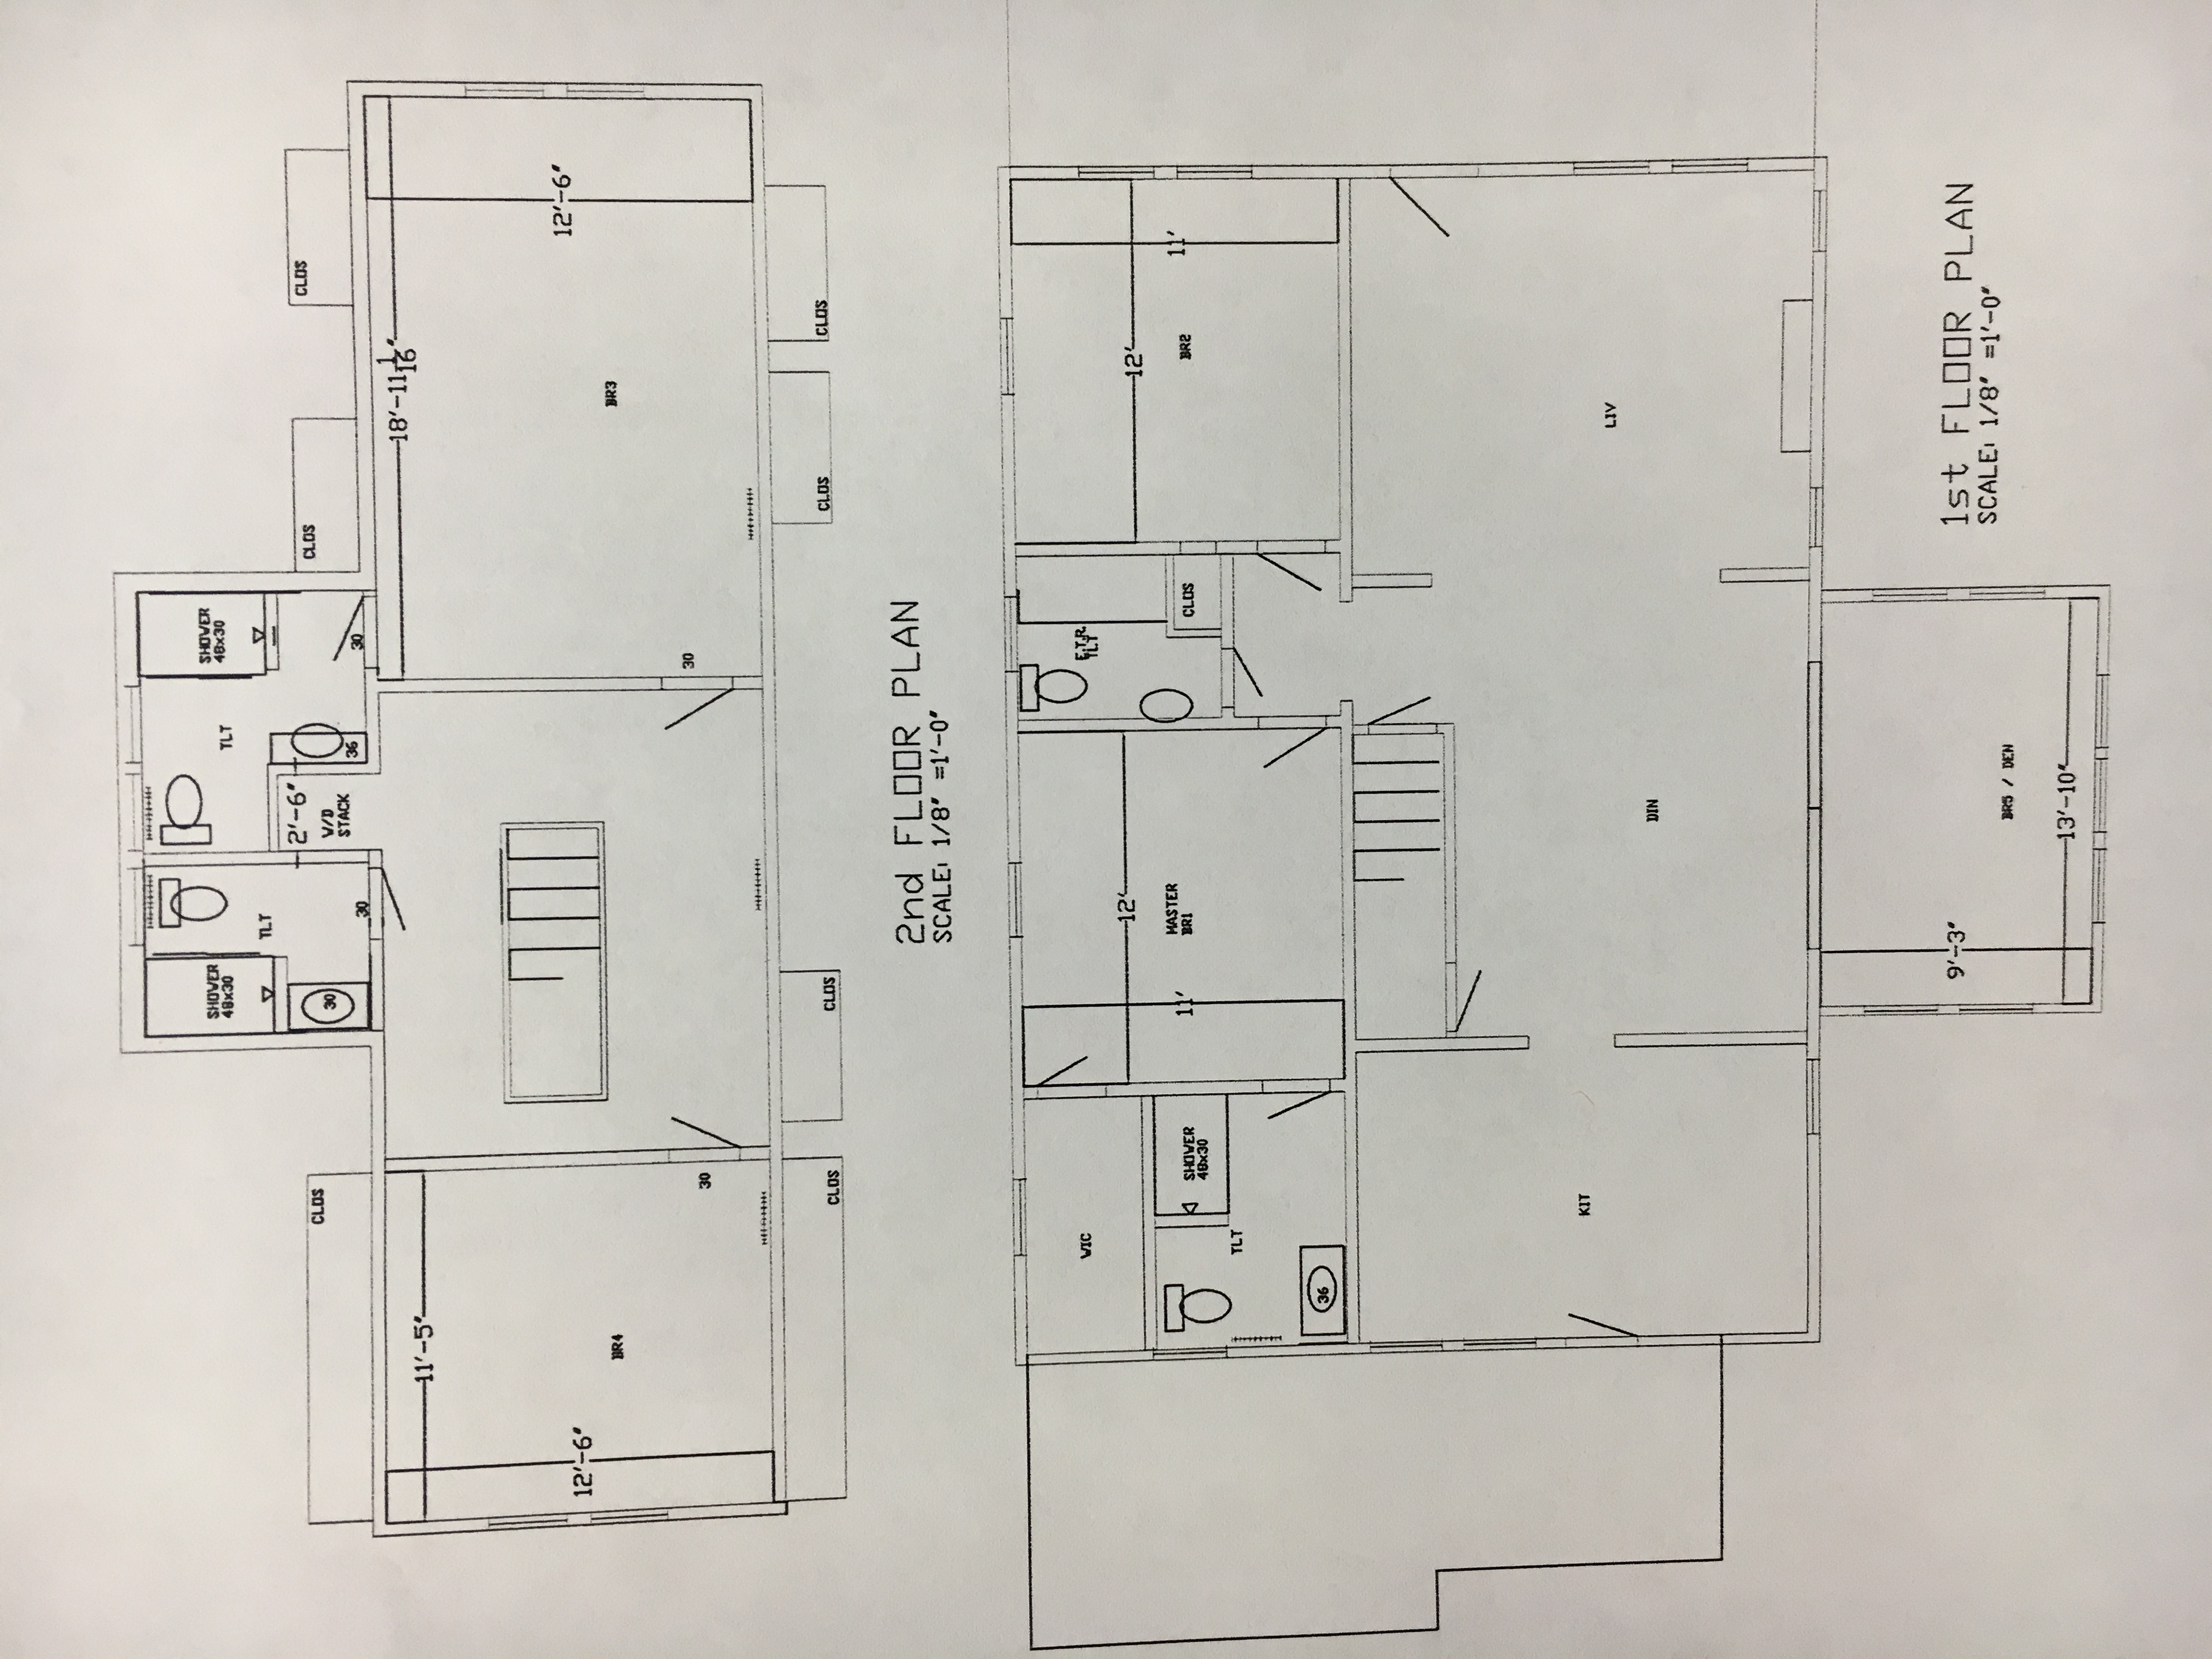 SHOWER
48x30
TLT
30
30
2'-6"
W/D
STACK
TLT
36
SHOWER
48x30
30
CLOS
CLOS
CLOS
11'-5"
12'-6"
BR4
30
18'-11 1/16"
12'-6"
BR3
30
CLOS
CLOS
CLOS
CLOS
2nd FLOOR PLAN
SCALE: 1/8" =1'-0"
WIC
TLT
SHOWER
48x30
36
12'
11'
MASTER
BR1
E.T.R.
TLT
CLOS
12'
11'
BR2
KIT
DIN
LIV
9'-3"
BR5 / DEN
13'-10"
1st FLOOR PLAN
SCALE: 1/8" =1'-0"